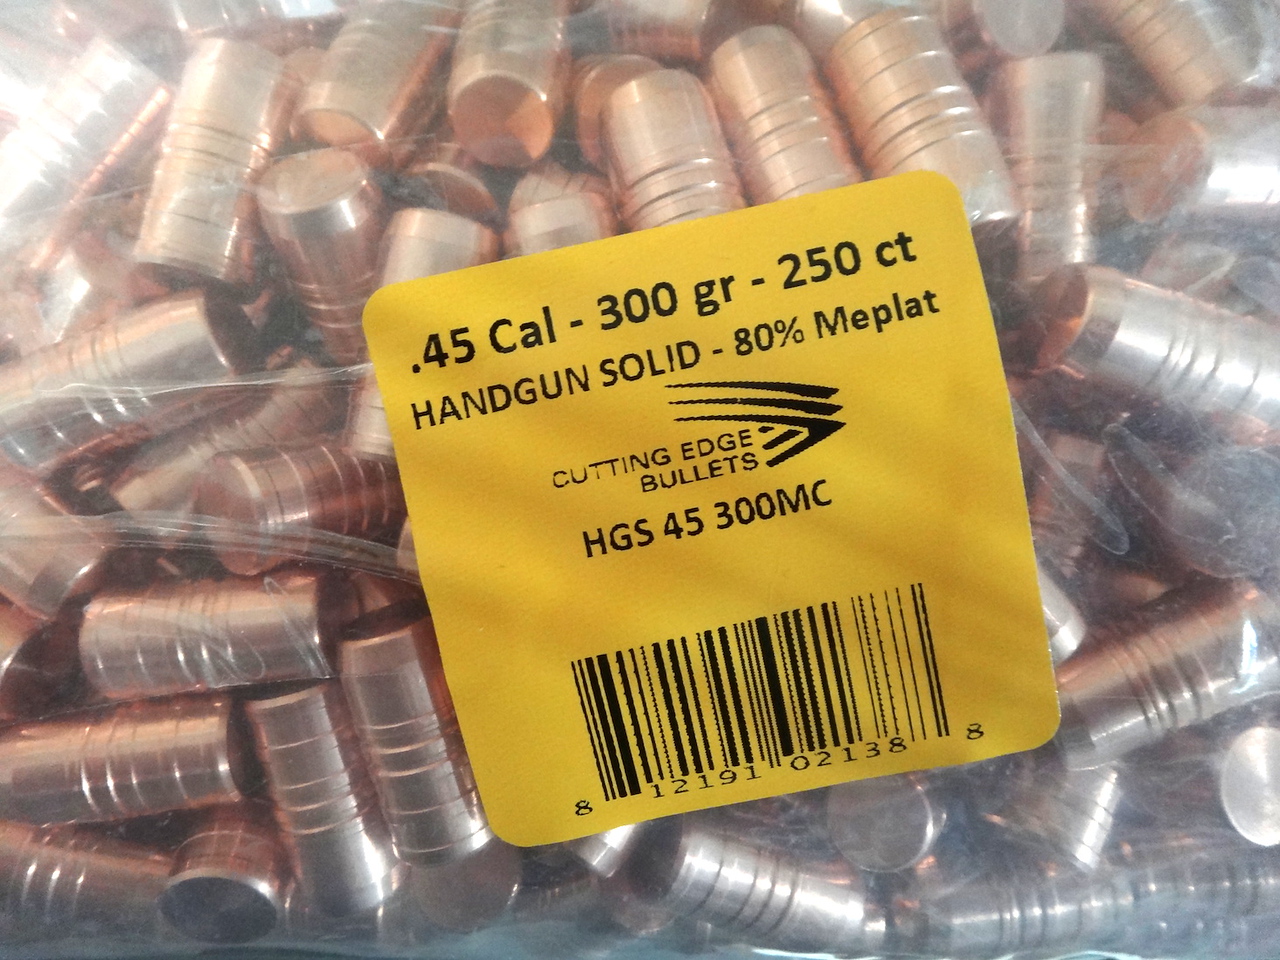 .45 Cal - 300 gr - 250 ct
HANDGUN SOLID - 80% Meplat
CUTTING EDGE
BULLETS
HGS 45 300MC
8 12191 02138 8